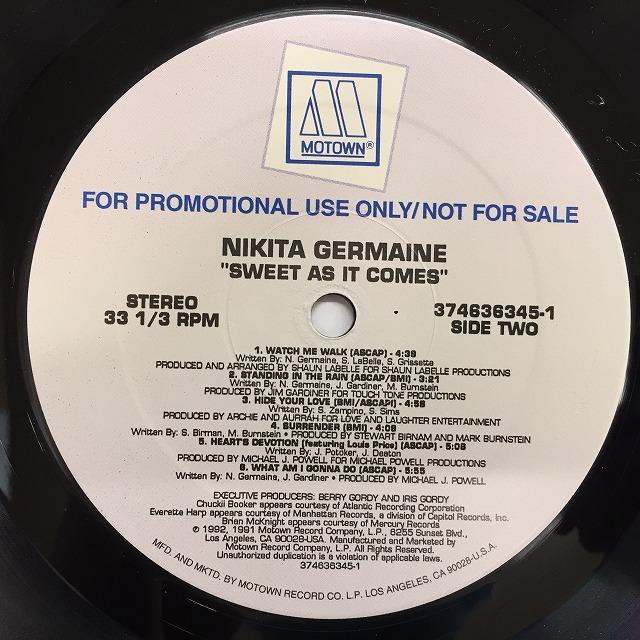 MOTOWN®
FOR PROMOTIONAL USE ONLY/NOT FOR SALE
NIKITA GERMAINE
"SWEET AS IT COMES"
STEREO
33 1/3 RPM
374636345-1
SIDE TWO
1. WATCH ME WALK (ASCAP) - 4:39
Written By: N. Germaine, S. LaBelle, S. Grissette
PRODUCED AND ARRANGED BY SHAUN LABELLE FOR SHAUN LABELLE PRODUCTIONS
2. STANDING IN THE RAIN (ASCAP/BMI) - 3:21
Written By: N. Germaine, J. Gardiner, M. Burnstein
PRODUCED BY JIM GARDINER FOR TOUCH TONE PRODUCTIONS
3. HIDE YOUR LOVE (BMI/ASCAP) - 4:58
Written By: S. Zampino, S. Sims
PRODUCED BY ARCHIE AND AURRAH FOR LOVE AND LAUGHTER ENTERTAINMENT
4. SURRENDER (BMI) - 4:09
Written By: S. Birman, M. Burnstein • PRODUCED BY STEWART BIRNAM AND MARK BURNSTEIN
5. HEARTS DEVOTION (featuring Louis Price) (ASCAP) - 5:08
Written By: J. Potoker, J. Deaton
PRODUCED BY MICHAEL J. POWELL FOR MICHAEL J. POWELL PRODUCTIONS
6. WHAT AM I GONNA DO (ASCAP) - 5:55
Written By: N. Germaine, J. Gardiner • PRODUCED BY MICHAEL J. POWELL
EXECUTIVE PRODUCERS: BERRY GORDY AND IRIS GORDY
Chuckii Booker appears courtesy of Atlantic Recording Corporation
Everette Harp appears courtesy of Manhattan Records, a division of Capitol Records, Inc.
Brian McKnight appears courtesy of Mercury Records
℗ 1992, 1991 Motown Record Company, L.P., 6255 Sunset Blvd.,
Los Angeles, CA 90028-USA. Manufactured and Marketed by
Motown Record Company, L.P. All Rights Reserved.
Unauthorized duplication is a violation of applicable laws.
374636345-1
MFD. AND MKTD. BY MOTOWN RECORD CO. L.P. LOS ANGELES, CA 90028-U.S.A.